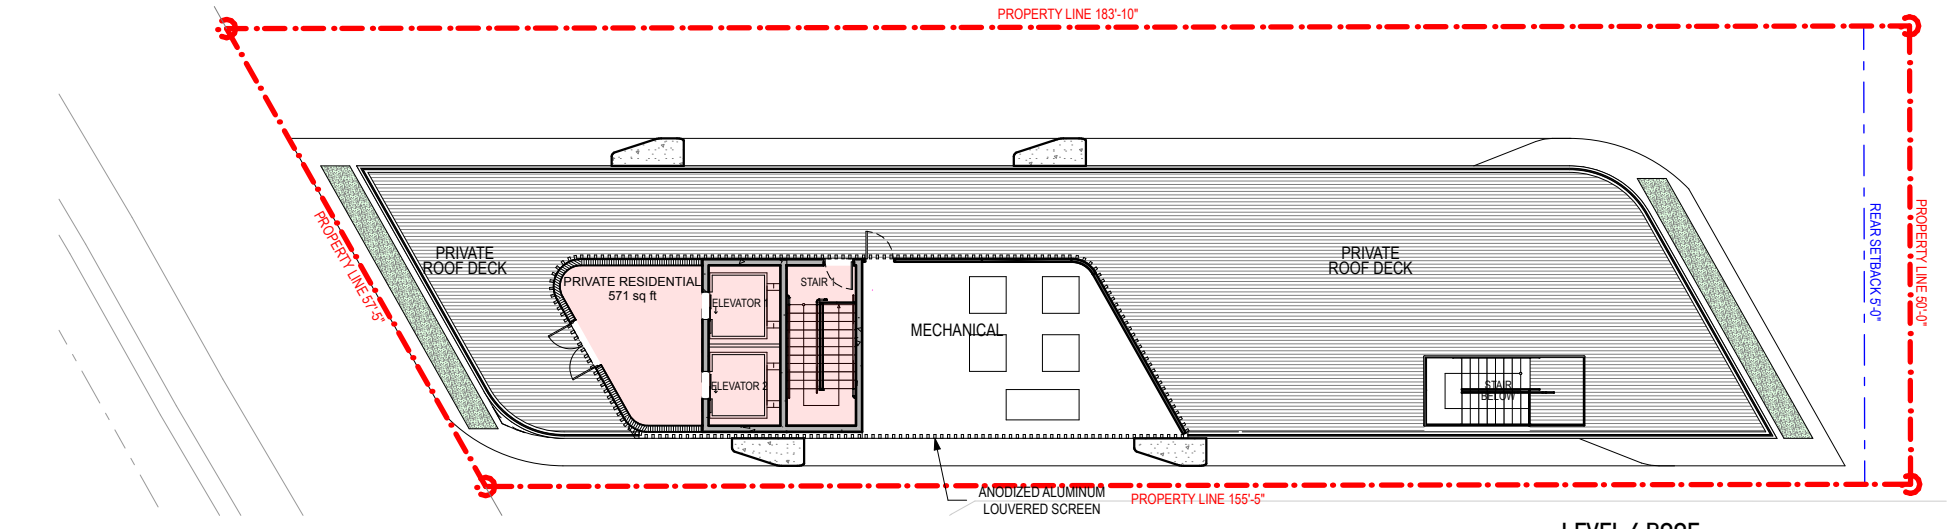 PROPERTY LINE 183'-10"
PROPERTY LINE 57'-5"
PRIVATE
ROOF DECK
PRIVATE RESIDENTIAL
571 sq ft
ELEVATOR 1
ELEVATOR 2
STAIR 1
MECHANICAL
PRIVATE
ROOF DECK
STAIR
BELOW
REAR SETBACK 5'-0"
PROPERTY LINE 50'-0"
ANODIZED ALUMINUM
LOUVERED SCREEN
PROPERTY LINE 155'-5"